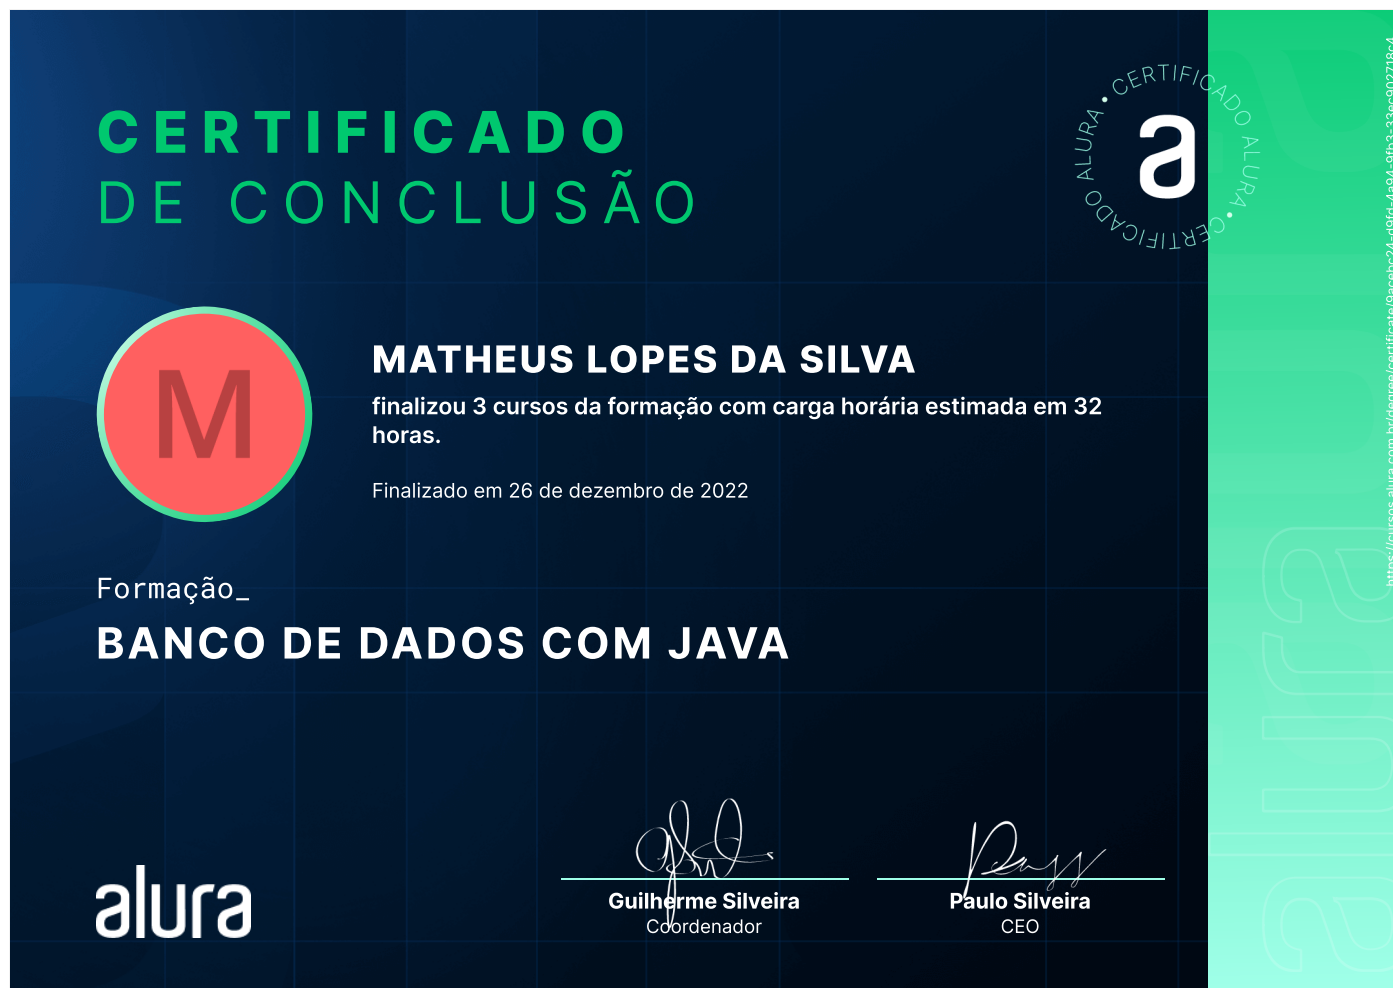 CERTIFICADO
DE CONCLUSÃO
CERTIFICADO ALURA • CERTIFICADO ALURA •
a
M
MATHEUS LOPES DA SILVA
finalizou 3 cursos da formação com carga horária estimada em 32
horas.
Finalizado em 26 de dezembro de 2022
Formação_
BANCO DE DADOS COM JAVA
alura
Guilherme Silveira
Coordenador
Paulo Silveira
CEO
alura